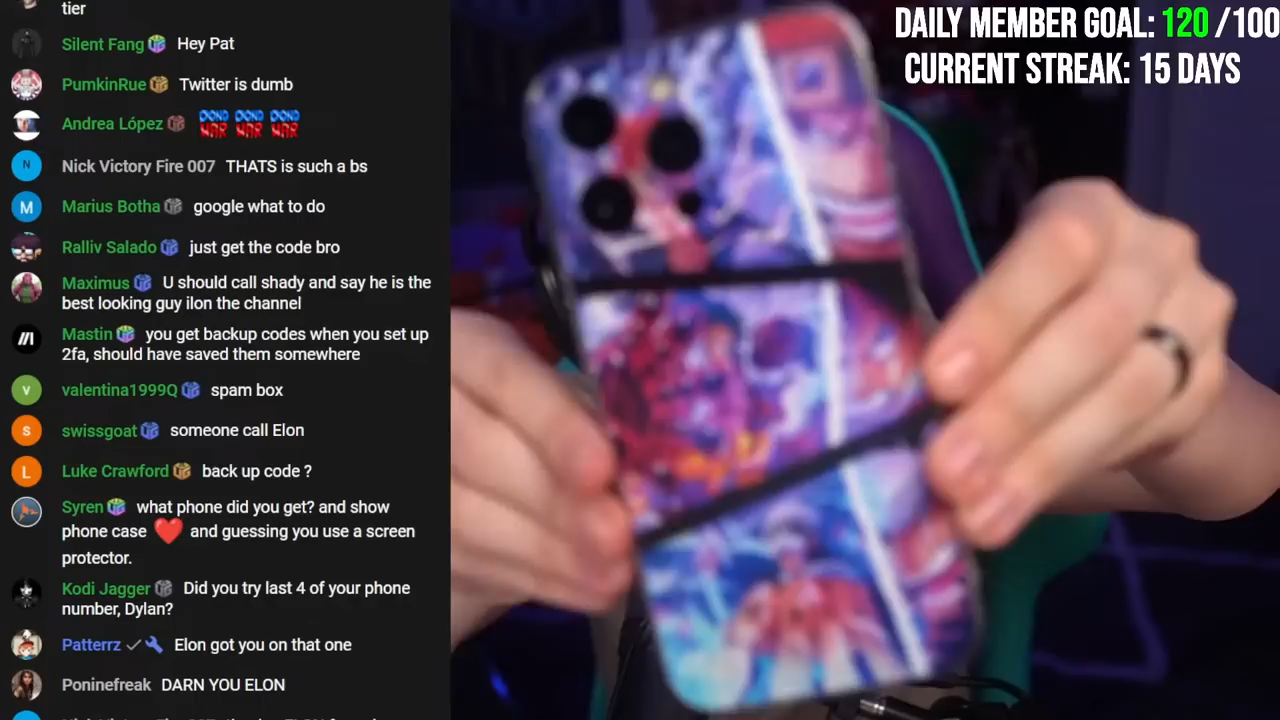 tier
DAILY MEMBER GOAL: 120 /100
CURRENT STREAK: 15 DAYS
Silent Fang Hey Pat
PumkinRue Twitter is dumb
Andrea López
N Nick Victory Fire 007 THATS is such a bs
M Marius Botha google what to do
Ralliv Salado just get the code bro
Maximus U should call shady and say he is the
best looking guy ilon the channel
Mastin you get backup codes when you set up
2fa, should have saved them somewhere
v valentina1999Q spam box
s swissgoat someone call Elon
L Luke Crawford back up code ?
Syren what phone did you get? and show
phone case ❤️ and guessing you use a screen
protector.
Kodi Jagger Did you try last 4 of your phone
number, Dylan?
Patterrz Elon got you on that one
Poninefreak DARN YOU ELON